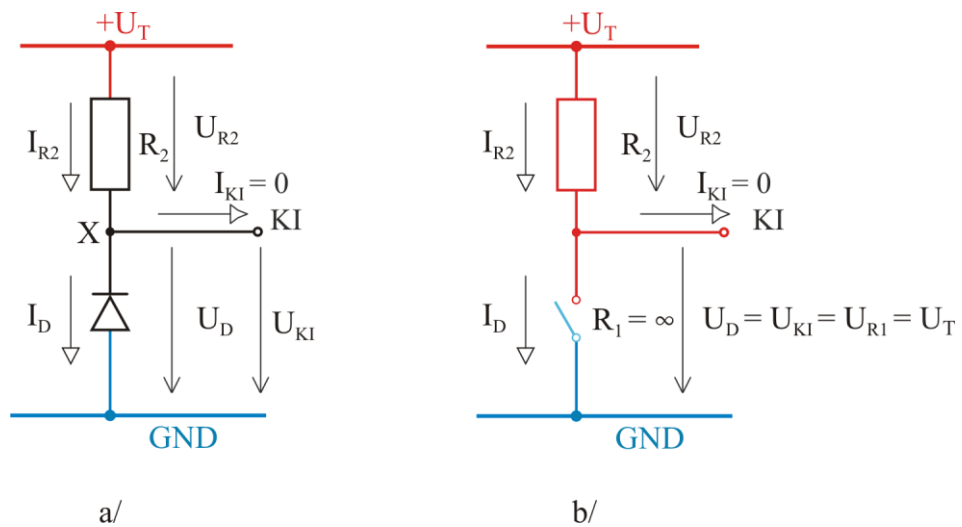 +U_T
I_R2
R_2
U_R2
I_KI = 0
X
KI
I_D
U_D
U_KI
GND
a/
+U_T
I_R2
R_2
U_R2
I_KI = 0
KI
I_D
R_1 = ∞
U_D = U_KI = U_R1 = U_T
GND
b/